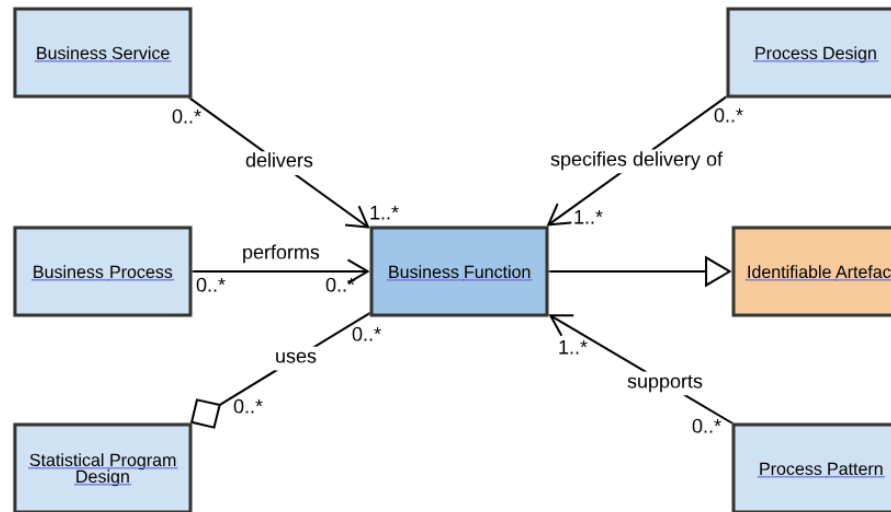 Business Service
Process Design
0..*
0..*
delivers
specifies delivery of
1..*
1..*
Business Process
performs
Business Function
Identifiable Artefac
0..*
0..*
0..*
1..*
uses
supports
0..*
0..*
Statistical Program
Design
Process Pattern